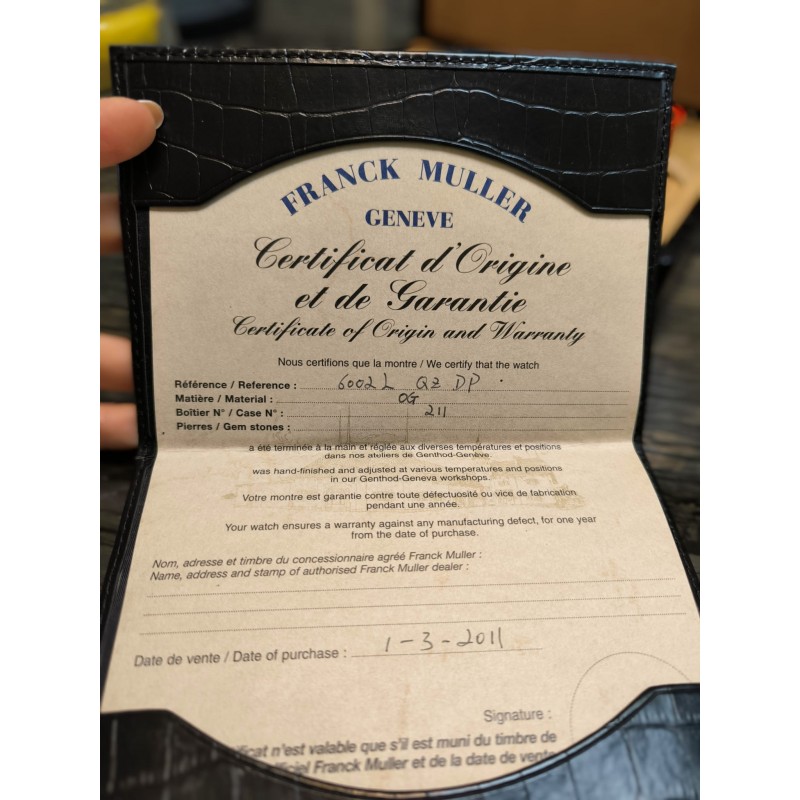 FRANCK MULLER
GENEVE
Certificat d'Origine
et de Garantie
Certificate of Origin and Warranty
Nous certifions que la montre / We certify that the watch
Référence / Reference : 6002 L QZ DP
Matière / Material : OG
Boîtier N° / Case N° : 211
Pierres / Gem stones :
a été terminée à la main et réglée aux diverses températures et positions
dans nos ateliers de Genthod-Genève.
was hand-finished and adjusted at various temperatures and positions
in our Genthod-Geneva workshops.
Votre montre est garantie contre toute défectuosité ou vice de fabrication
pendant une année.
Your watch ensures a warranty against any manufacturing defect, for one year
from the date of purchase.
Nom, adresse et timbre du concessionnaire agréé Franck Muller :
Name, address and stamp of authorised Franck Muller dealer :
Date de vente / Date of purchase : 1-3-2011
Signature :
n'est valable que s'il est muni du timbre de
Franck Muller et de la date de vente